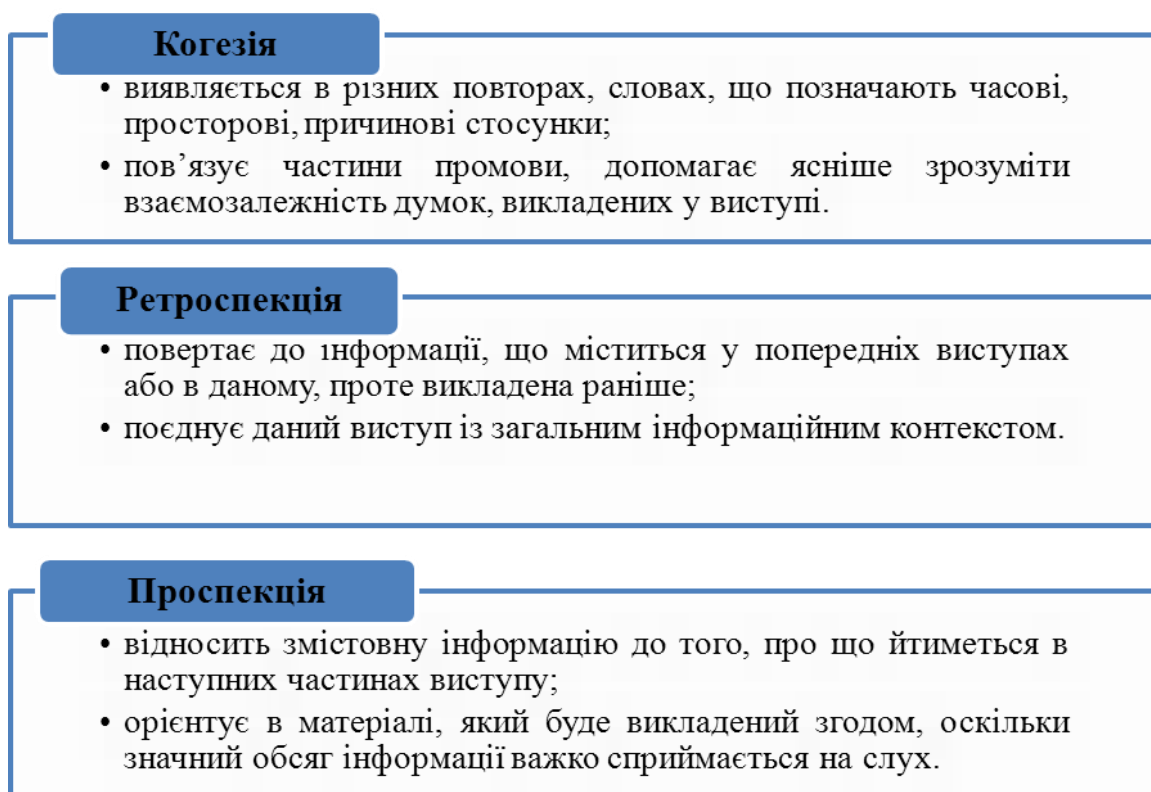 Когезія
• виявляється в різних повторах, словах, що позначають часові,
просторові, причинові стосунки;
• пов’язує частини промови, допомагає ясніше зрозуміти
взаємозалежність думок, викладених у виступі.
Ретроспекція
• повертає до інформації, що міститься у попередніх виступах
або в даному, проте викладена раніше;
• поєднує даний виступ із загальним інформаційним контекстом.
Проспекція
• відносить змістовну інформацію до того, про що йтиметься в
наступних частинах виступу;
• орієнтує в матеріалі, який буде викладений згодом, оскільки
значний обсяг інформації важко сприймається на слух.